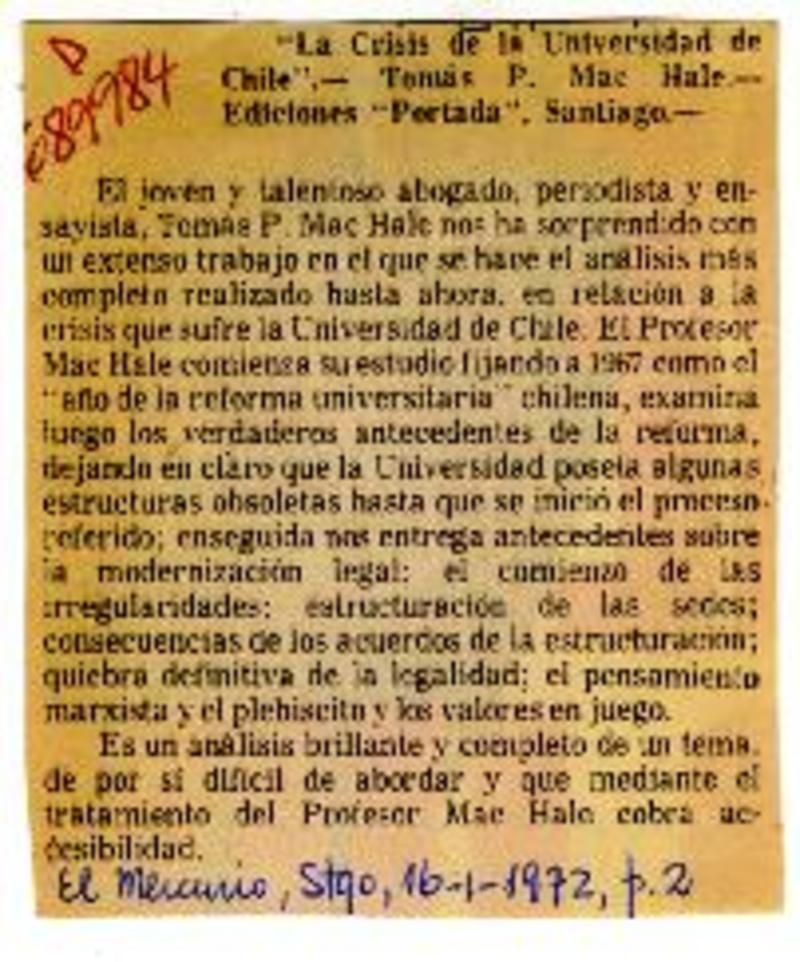 D
c89984
"La Crisis de la Universidad de
Chile".— Tomás P. Mac Hale.—
Ediciones "Portada". Santiago.—
El joven y talentoso abogado, periodista y en-
sayista, Tomás P. Mac Hale nos ha sorprendido con
un extenso trabajo en el que se hace el análisis más
completo realizado hasta ahora, en relación a la
crisis que sufre la Universidad de Chile. El Profesor
Mac Hale comienza su estudio fijando a 1967 como el
"año de la reforma universitaria" chilena, examina
luego los verdaderos antecedentes de la reforma,
dejando en claro que la Universidad poseía algunas
estructuras obsoletas hasta que se inició el proceso
referido; enseguida nos entrega antecedentes sobre
la modernización legal; el comienzo de las
irregularidades; estructuración de las sedes;
consecuencias de los acuerdos de la estructuración;
quiebra definitiva de la legalidad; el pensamiento
marxista y el plebiscito y los valores en juego.
Es un análisis brillante y completo de un tema,
de por sí difícil de abordar y que mediante el
tratamiento del Profesor Mac Hale cobra ac-
cesibilidad.
El Mercurio, Stgo, 16-1-1972, p. 2